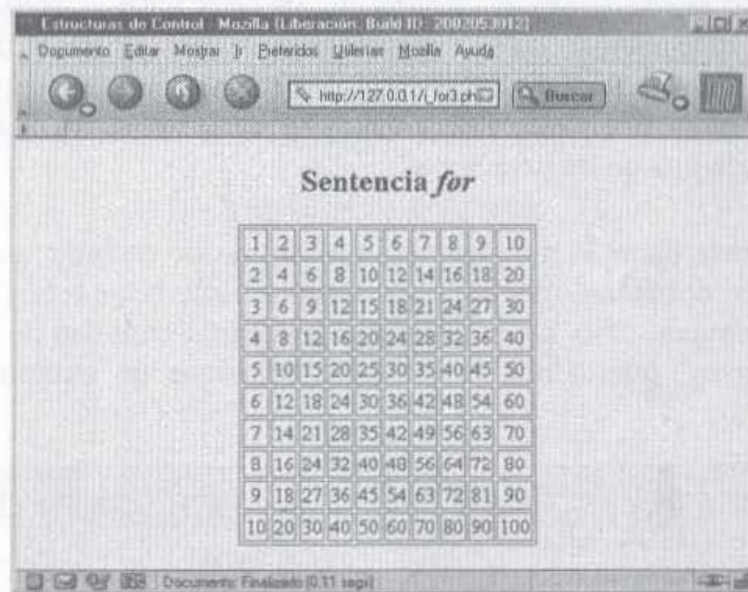 Estructuras de Control - Mozilla {Liberación: Build ID: 2002053012}
Documento Editar Mostrar Ir Preferidos Utilerias Mozilla Ayuda
http://127.0.0.1/i_for3.ph Buscar
Sentencia for
1 2 3 4 5 6 7 8 9 10
2 4 6 8 10 12 14 16 18 20
3 6 9 12 15 18 21 24 27 30
4 8 12 16 20 24 28 32 36 40
5 10 15 20 25 30 35 40 45 50
6 12 18 24 30 36 42 48 54 60
7 14 21 28 35 42 49 56 63 70
8 16 24 32 40 48 56 64 72 80
9 18 27 36 45 54 63 72 81 90
10 20 30 40 50 60 70 80 90 100
Documento: Finalizado (0.11 segs)